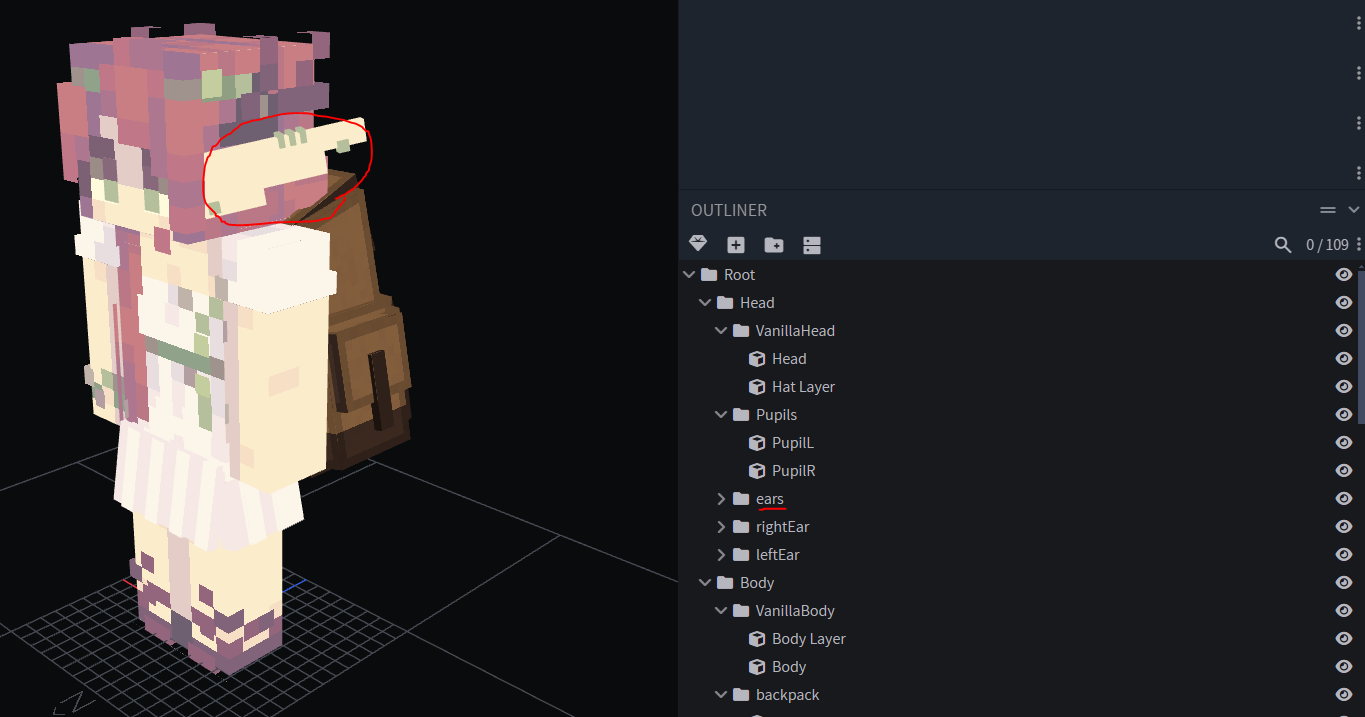 OUTLINER
0 / 109
Root
Head
VanillaHead
Head
Hat Layer
Pupils
PupilL
PupilR
ears
rightEar
leftEar
Body
VanillaBody
Body Layer
Body
backpack